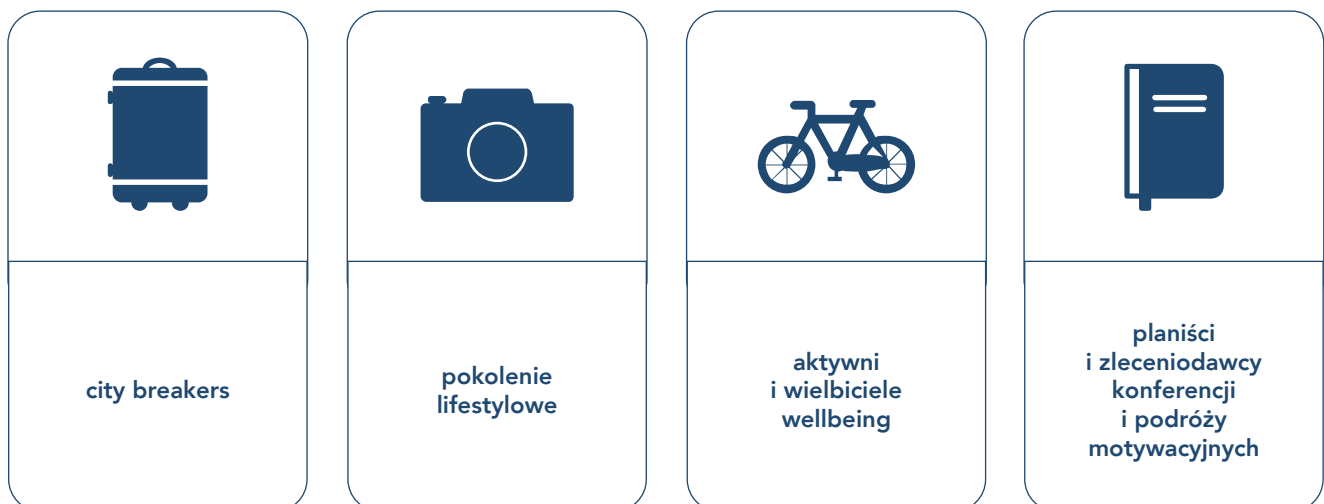 city breakers
pokolenie
lifestylowe
aktywni
i wielbiciele
wellbeing
planiści
i zleceniodawcy
konferencji
i podróży
motywacyjnych